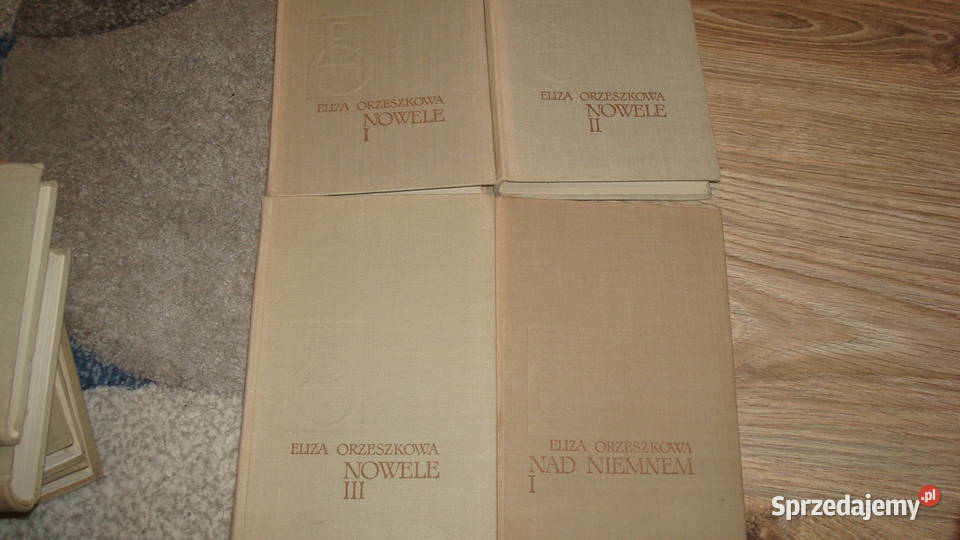 ELIZA ORZESZKOWA
NOWELE
I
ELIZA ORZESZKOWA
NOWELE
II
ELIZA ORZESZKOWA
NOWELE
III
ELIZA ORZESZKOWA
NAD NIEMNEM
I
Sprzedajemy.pl